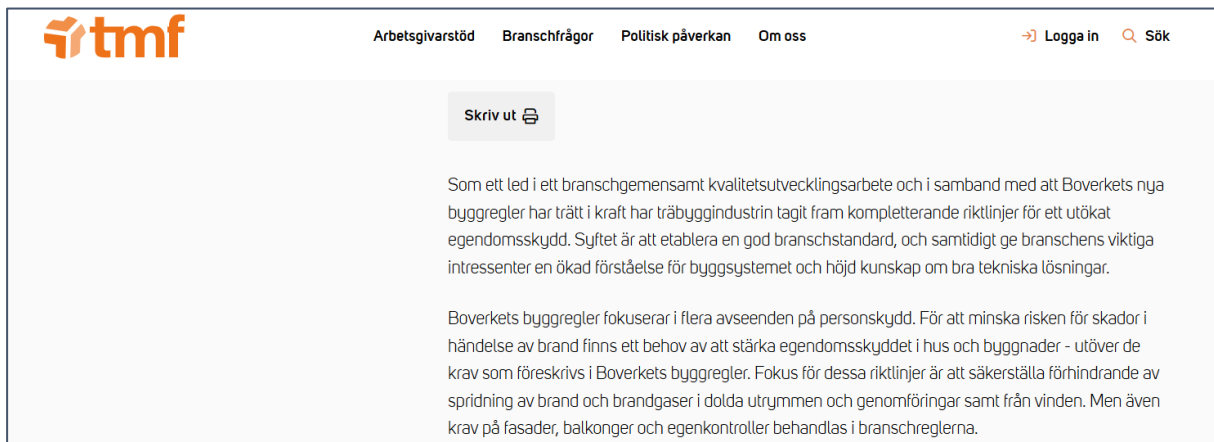 tmf
Arbetsgivarstöd Branschfrågor Politisk påverkan Om oss Logga in Sök
Skriv ut
Som ett led i ett branschgemensamt kvalitetsutvecklingsarbete och i samband med att Boverkets nya
byggregler har trätt i kraft har träbyggindustrin tagit fram kompletterande riktlinjer för ett utökat
egendomsskydd. Syftet är att etablera en god branschstandard, och samtidigt ge branschens viktiga
intressenter en ökad förståelse för byggsystemet och höjd kunskap om bra tekniska lösningar.
Boverkets byggregler fokuserar i flera avseenden på personskydd. För att minska risken för skador i
händelse av brand finns ett behov av att stärka egendomsskyddet i hus och byggnader - utöver de
krav som föreskrivs i Boverkets byggregler. Fokus för dessa riktlinjer är att säkerställa förhindrande av
spridning av brand och brandgaser i dolda utrymmen och genomföringar samt från vinden. Men även
krav på fasader, balkonger och egenkontroller behandlas i branschreglerna.